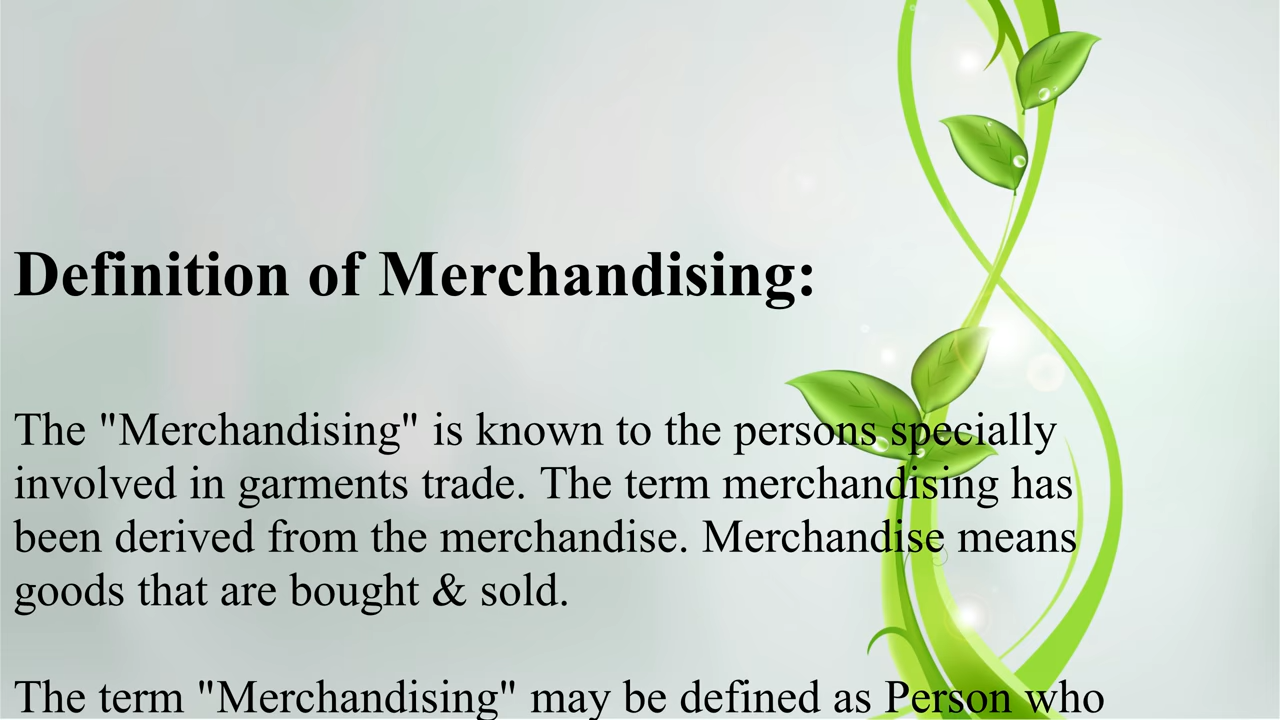 Definition of Merchandising:
The "Merchandising" is known to the persons specially
involved in garments trade. The term merchandising has
been derived from the merchandise. Merchandise means
goods that are bought & sold.
The term "Merchandising" may be defined as Person who